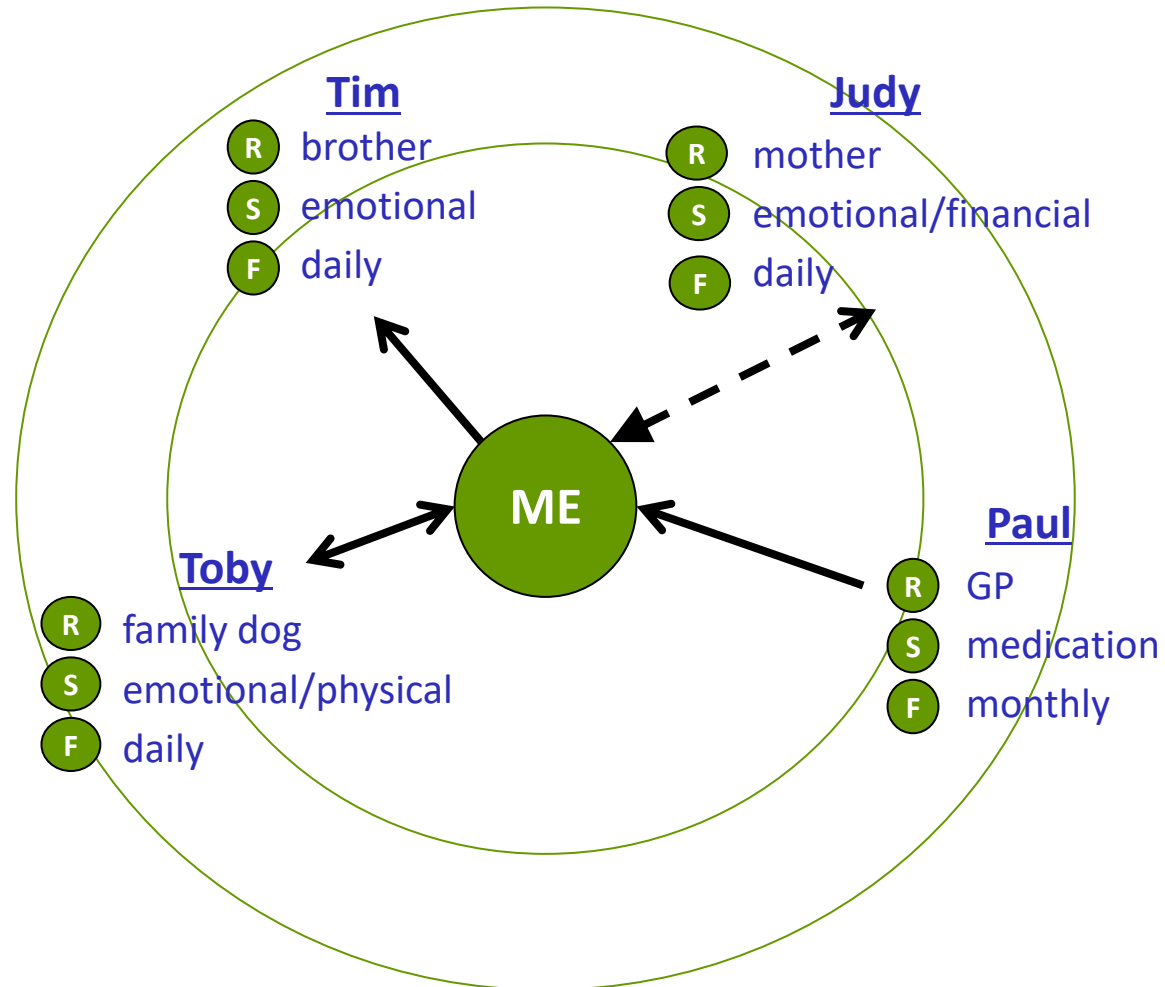 Tim
R brother
S emotional
F daily
Judy
R mother
S emotional/financial
F daily
ME
Toby
R family dog
S emotional/physical
F daily
Paul
R GP
S medication
F monthly